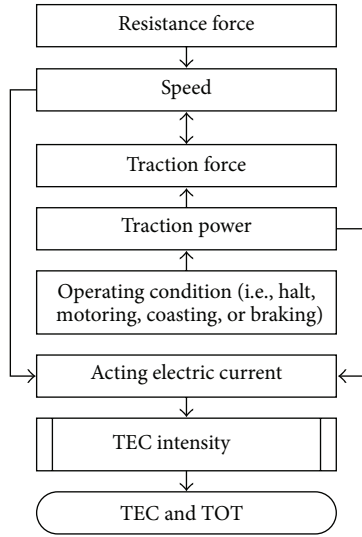 Resistance force
Speed
Traction force
Traction power
Operating condition (i.e., halt,
motoring, coasting, or braking)
Acting electric current
TEC intensity
TEC and TOT